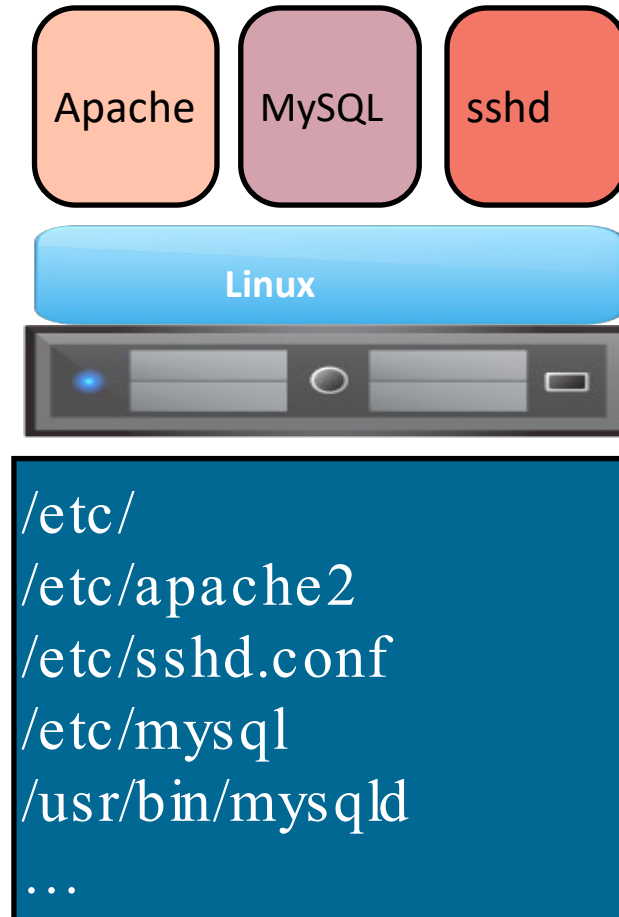 Apache
MySQL
sshd
Linux
/etc/
/etc/apache2
/etc/sshd.conf
/etc/mysql
/usr/bin/mysqld
...